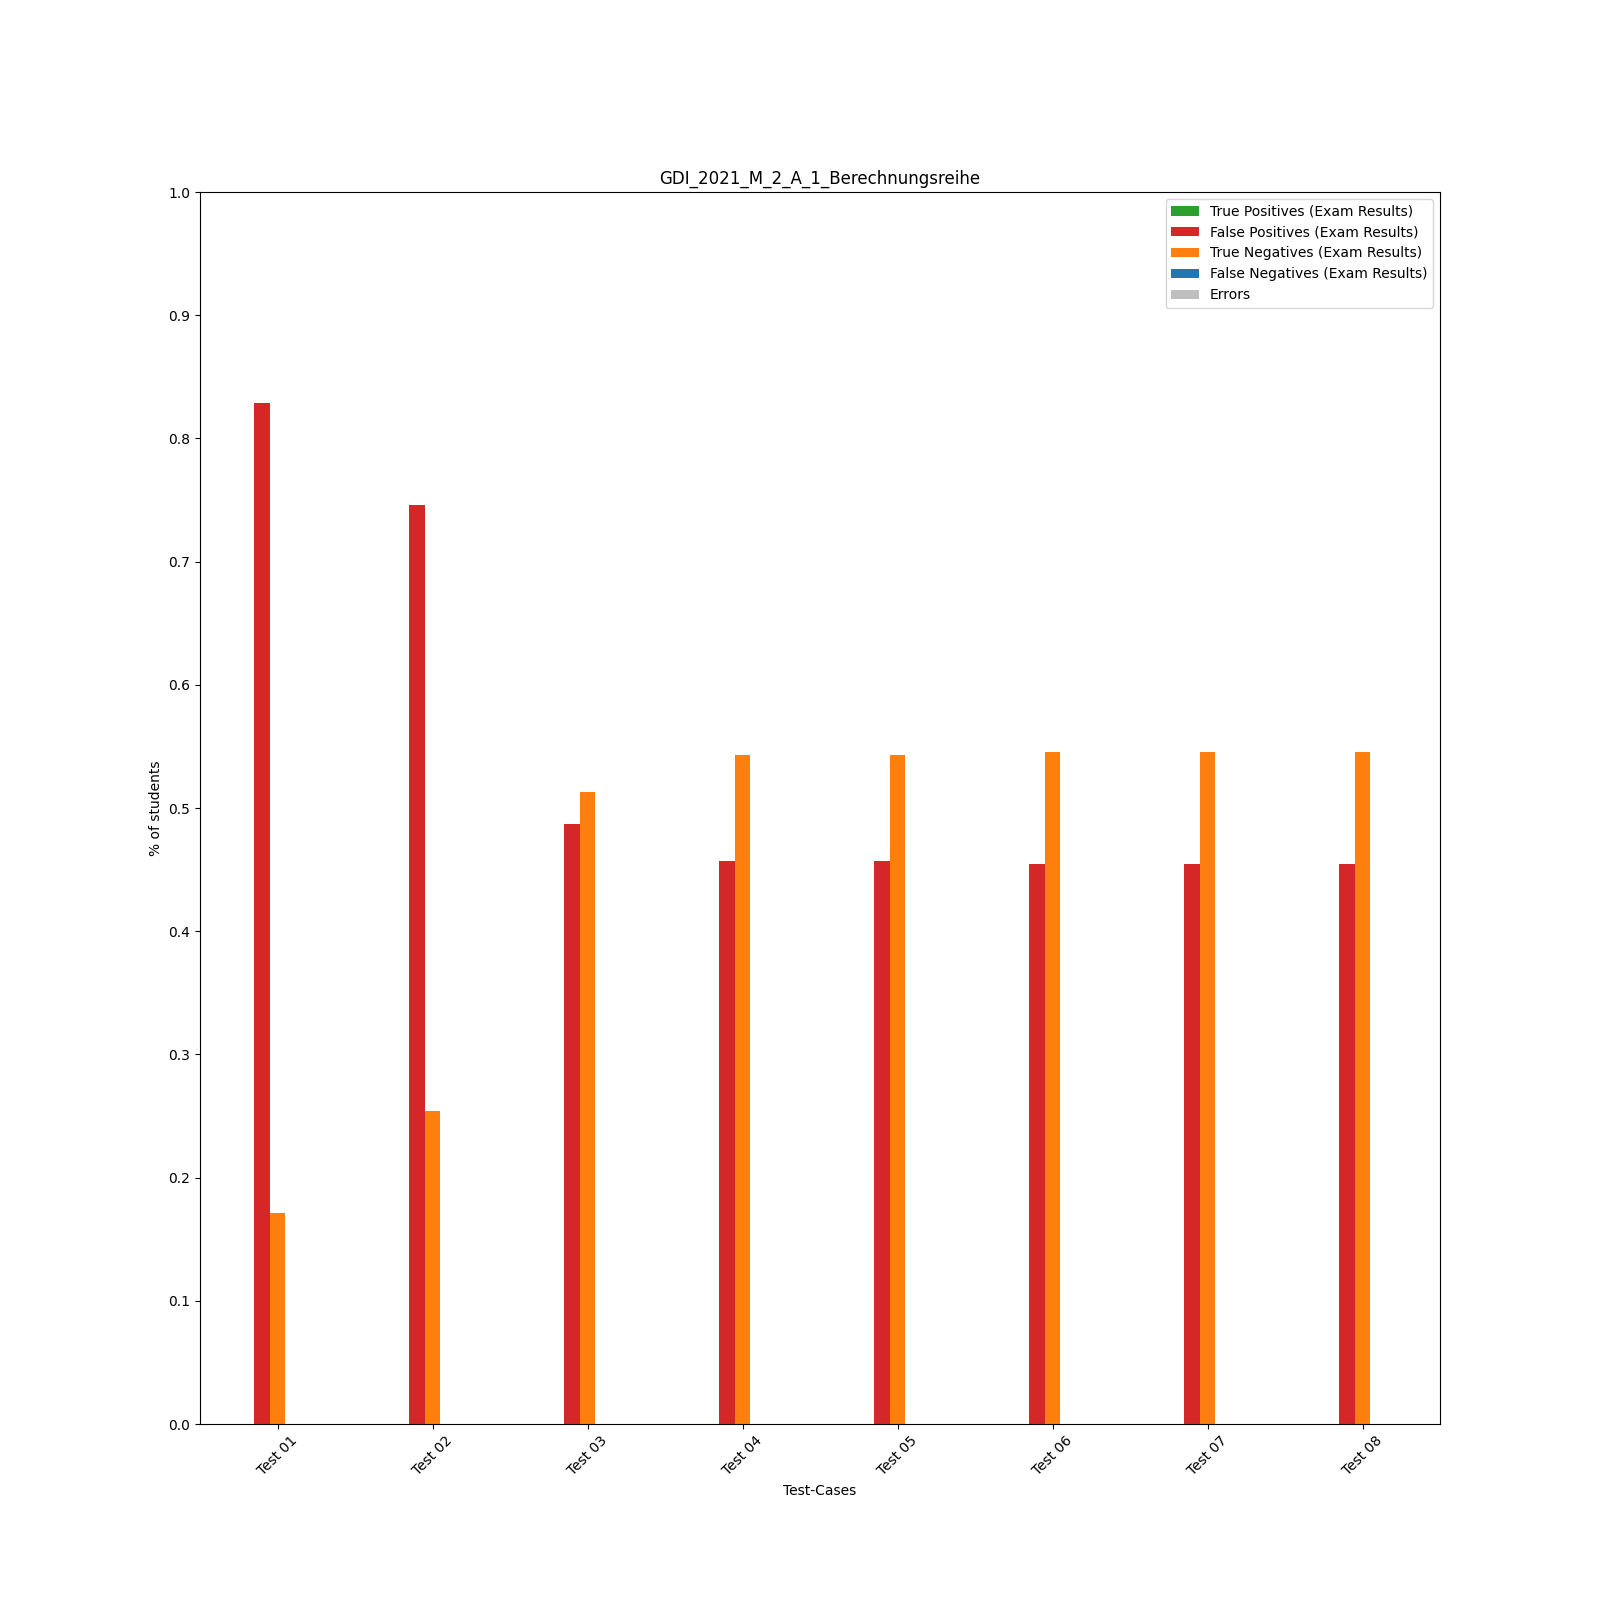 GDI_2021_M_2_A_1_Berechnungsreihe
True Positives (Exam Results)
False Positives (Exam Results)
True Negatives (Exam Results)
False Negatives (Exam Results)
Errors
1.0
0.9
0.8
0.7
0.6
0.5
0.4
0.3
0.2
0.1
0.0
% of students
Test 01
Test 02
Test 03
Test 04
Test 05
Test 06
Test 07
Test 08
Test-Cases